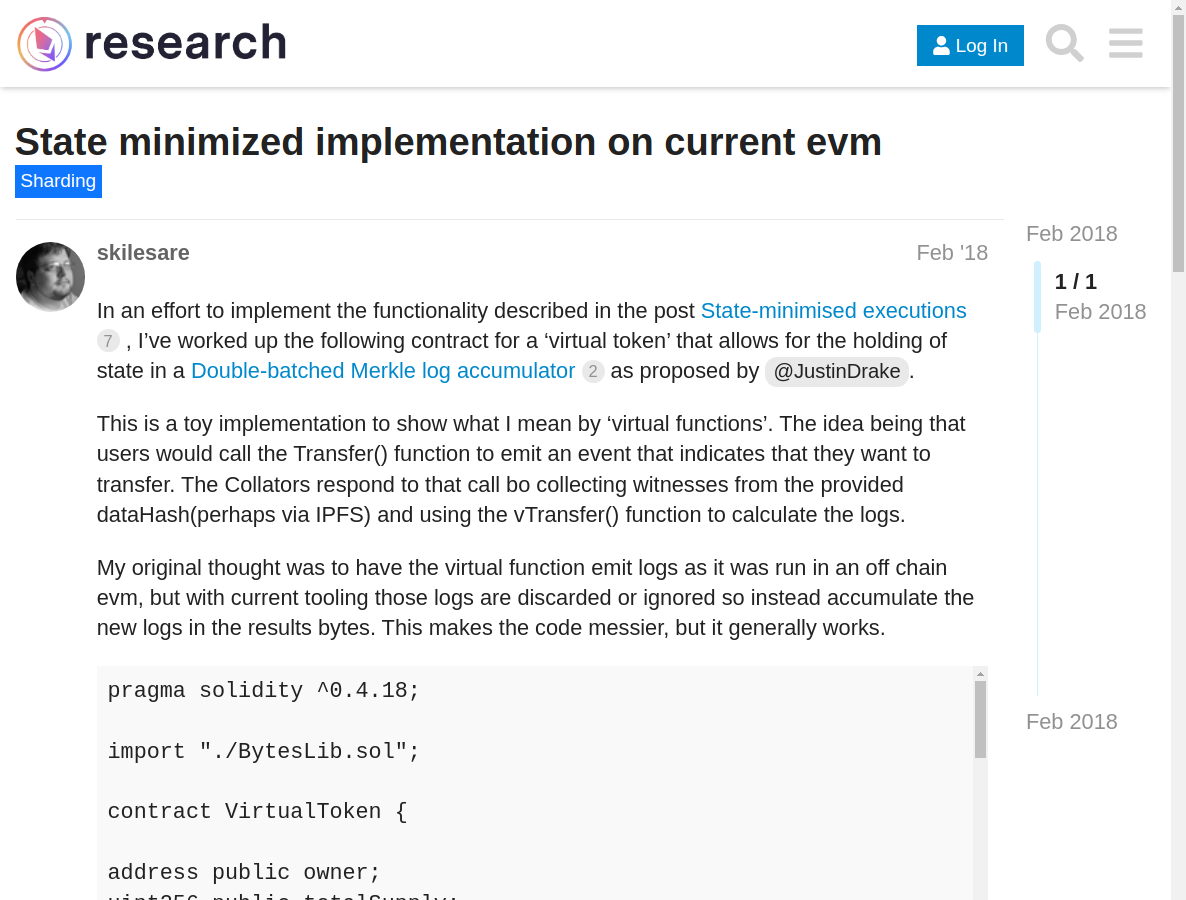 research
Log In
State minimized implementation on current evm
Sharding
skilesare
Feb '18
Feb 2018
1 / 1
Feb 2018
In an effort to implement the functionality described in the post State-minimised executions
7 , I’ve worked up the following contract for a ‘virtual token’ that allows for the holding of
state in a Double-batched Merkle log accumulator 2 as proposed by @JustinDrake.
This is a toy implementation to show what I mean by ‘virtual functions’. The idea being that
users would call the Transfer() function to emit an event that indicates that they want to
transfer. The Collators respond to that call bo collecting witnesses from the provided
dataHash(perhaps via IPFS) and using the vTransfer() function to calculate the logs.
My original thought was to have the virtual function emit logs as it was run in an off chain
evm, but with current tooling those logs are discarded or ignored so instead accumulate the
new logs in the results bytes. This makes the code messier, but it generally works.
pragma solidity ^0.4.18;
import "./BytesLib.sol";
contract VirtualToken {
address public owner;
uint256 public totalSupply;
Feb 2018